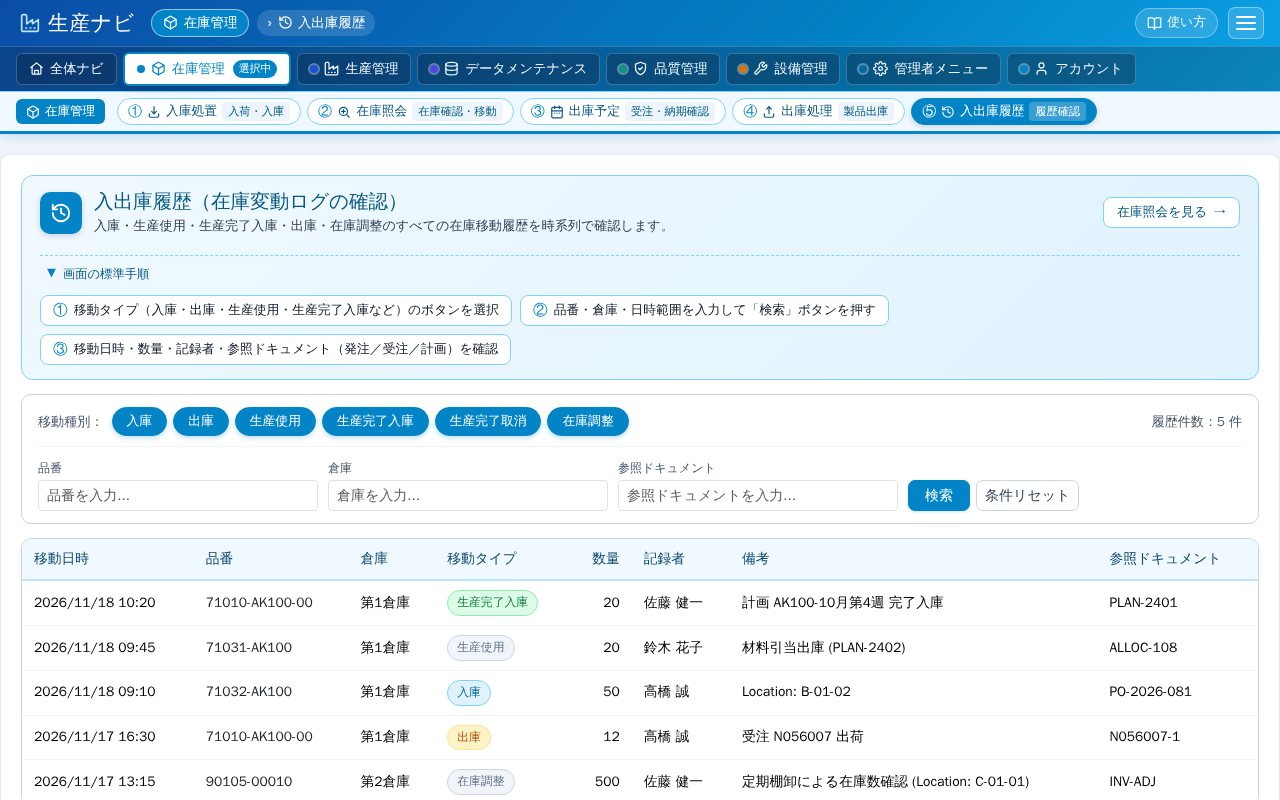 生産ナビ 在庫管理 › 入出庫履歴 使い方
全体ナビ 在庫管理 選択中 生産管理 データメンテナンス 品質管理 設備管理 管理者メニュー アカウント
在庫管理 ① 入庫処置 入荷・入庫 ② 在庫照会 在庫確認・移動 ③ 出庫予定 受注・納期確認 ④ 出庫処理 製品出庫 ⑤ 入出庫履歴 履歴確認
入出庫履歴（在庫変動ログの確認）
入庫・生産使用・生産完了入庫・出庫・在庫調整のすべての在庫移動履歴を時系列で確認します。
在庫照会を見る →
▼ 画面の標準手順
① 移動タイプ（入庫・出庫・生産使用・生産完了入庫など）のボタンを選択 ② 品番・倉庫・日時範囲を入力して「検索」ボタンを押す
③ 移動日時・数量・記録者・参照ドキュメント（発注／受注／計画）を確認
移動種別： 入庫 出庫 生産使用 生産完了入庫 生産完了取消 在庫調整 履歴件数：5 件
品番 倉庫 参照ドキュメント
品番を入力... 倉庫を入力... 参照ドキュメントを入力... 検索 条件リセット
移動日時 品番 倉庫 移動タイプ 数量 記録者 備考 参照ドキュメント
2026/11/18 10:20 71010-AK100-00 第1倉庫 生産完了入庫 20 佐藤 健一 計画 AK100-10月第4週 完了入庫 PLAN-2401
2026/11/18 09:45 71031-AK100 第1倉庫 生産使用 20 鈴木 花子 材料引当出庫 (PLAN-2402) ALLOC-108
2026/11/18 09:10 71032-AK100 第1倉庫 入庫 50 高橋 誠 Location: B-01-02 PO-2026-081
2026/11/17 16:30 71010-AK100-00 第1倉庫 出庫 12 高橋 誠 受注 N056007 出荷 N056007-1
2026/11/17 13:15 90105-00010 第2倉庫 在庫調整 500 佐藤 健一 定期棚卸による在庫数確認 (Location: C-01-01) INV-ADJ